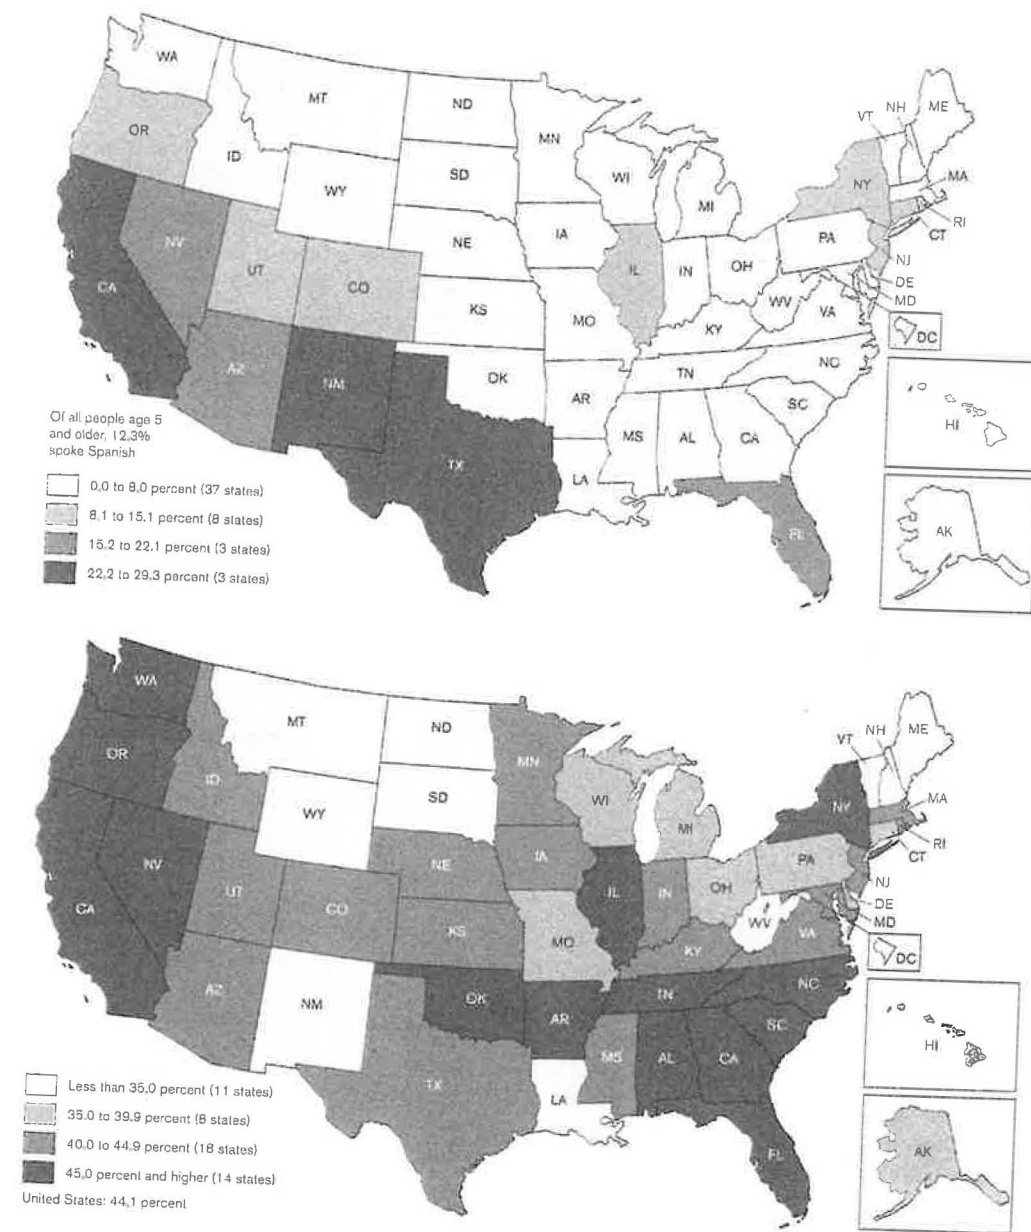 WA
MT
ND
MN
VT
NH
ME
OR
ID
SD
WI
MI
NY
MA
WY
RI
CT
NE
IA
PA
NJ
NV
UT
CO
IL
IN
OH
DE
MD
CA
KS
MO
WV
VA
DC
KY
AZ
NM
OK
TN
NC
AR
SC
HI
MS
AL
CA
TX
LA
FL
AK
Of all people age 5
and older, 12.3%
spoke Spanish
0.0 to 8.0 percent (37 states)
8.1 to 15.1 percent (8 states)
15.2 to 22.1 percent (3 states)
22.2 to 29.3 percent (3 states)
WA
MT
ND
MN
VT
NH
ME
OR
ID
SD
WI
MI
NY
MA
WY
RI
CT
NE
IA
PA
NJ
NV
UT
CO
IL
IN
OH
DE
MD
CA
KS
MO
WV
VA
DC
KY
AZ
NM
OK
TN
NC
AR
SC
HI
MS
AL
CA
TX
LA
FL
AK
Less than 35.0 percent (11 states)
35.0 to 39.9 percent (8 states)
40.0 to 44.9 percent (18 states)
45.0 percent and higher (14 states)
United States: 44.1 percent